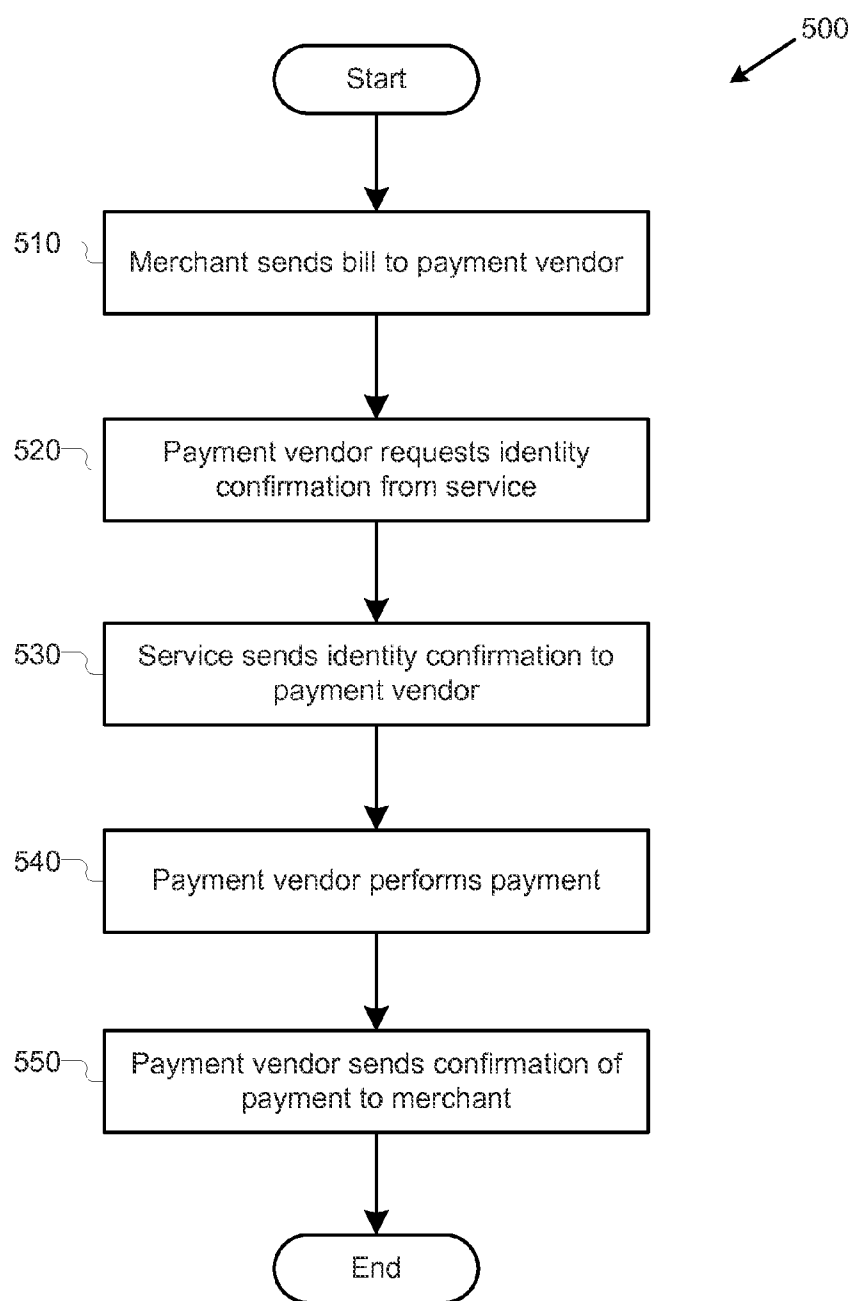 500
Start
510
Merchant sends bill to payment vendor
520
Payment vendor requests identity
confirmation from service
530
Service sends identity confirmation to
payment vendor
540
Payment vendor performs payment
550
Payment vendor sends confirmation of
payment to merchant
End